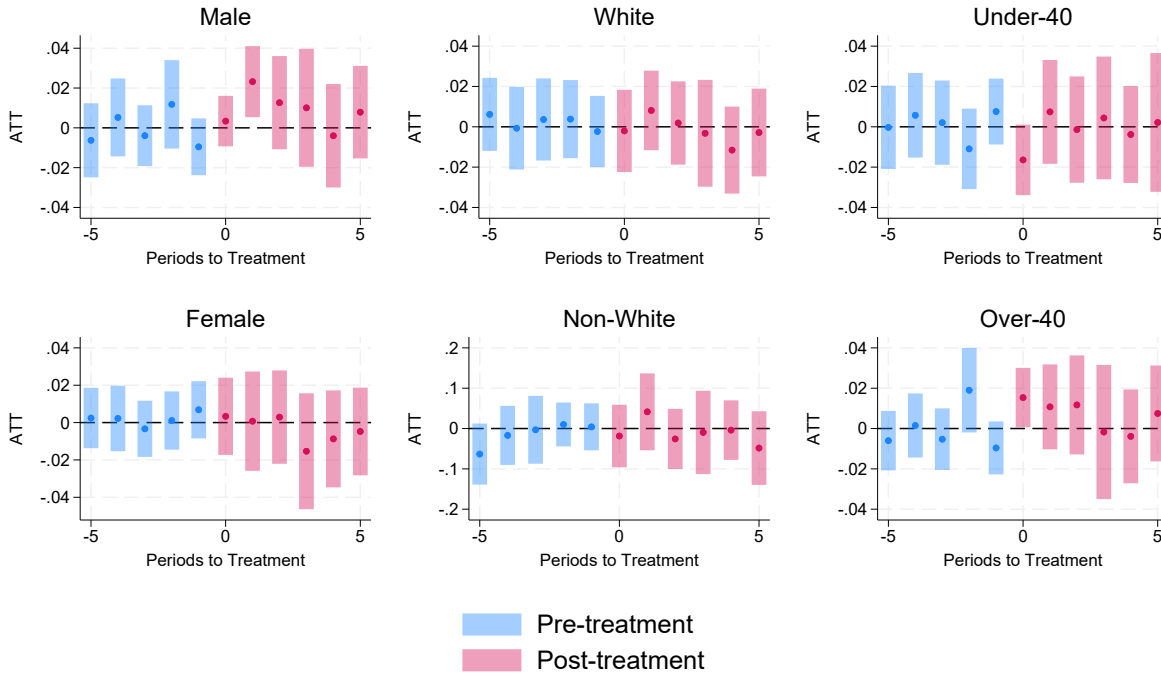 Male
.04
.02
0
-.02
-.04
ATT
-5
0
5
Periods to Treatment
White
.04
.02
0
-.02
-.04
ATT
-5
0
5
Periods to Treatment
Under-40
.04
.02
0
-.02
-.04
ATT
-5
0
5
Periods to Treatment
Female
.04
.02
0
-.02
-.04
ATT
-5
0
5
Periods to Treatment
Non-White
.2
.1
0
-.1
-.2
ATT
-5
0
5
Periods to Treatment
Over-40
.04
.02
0
-.02
-.04
ATT
-5
0
5
Periods to Treatment
Pre-treatment
Post-treatment